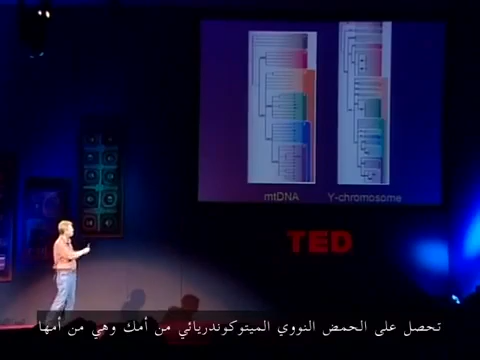 mtDNA
Y-chromosome
TED
تحصل على الحمض النووي الميتوكوندريائي من أمك وهي من أمها